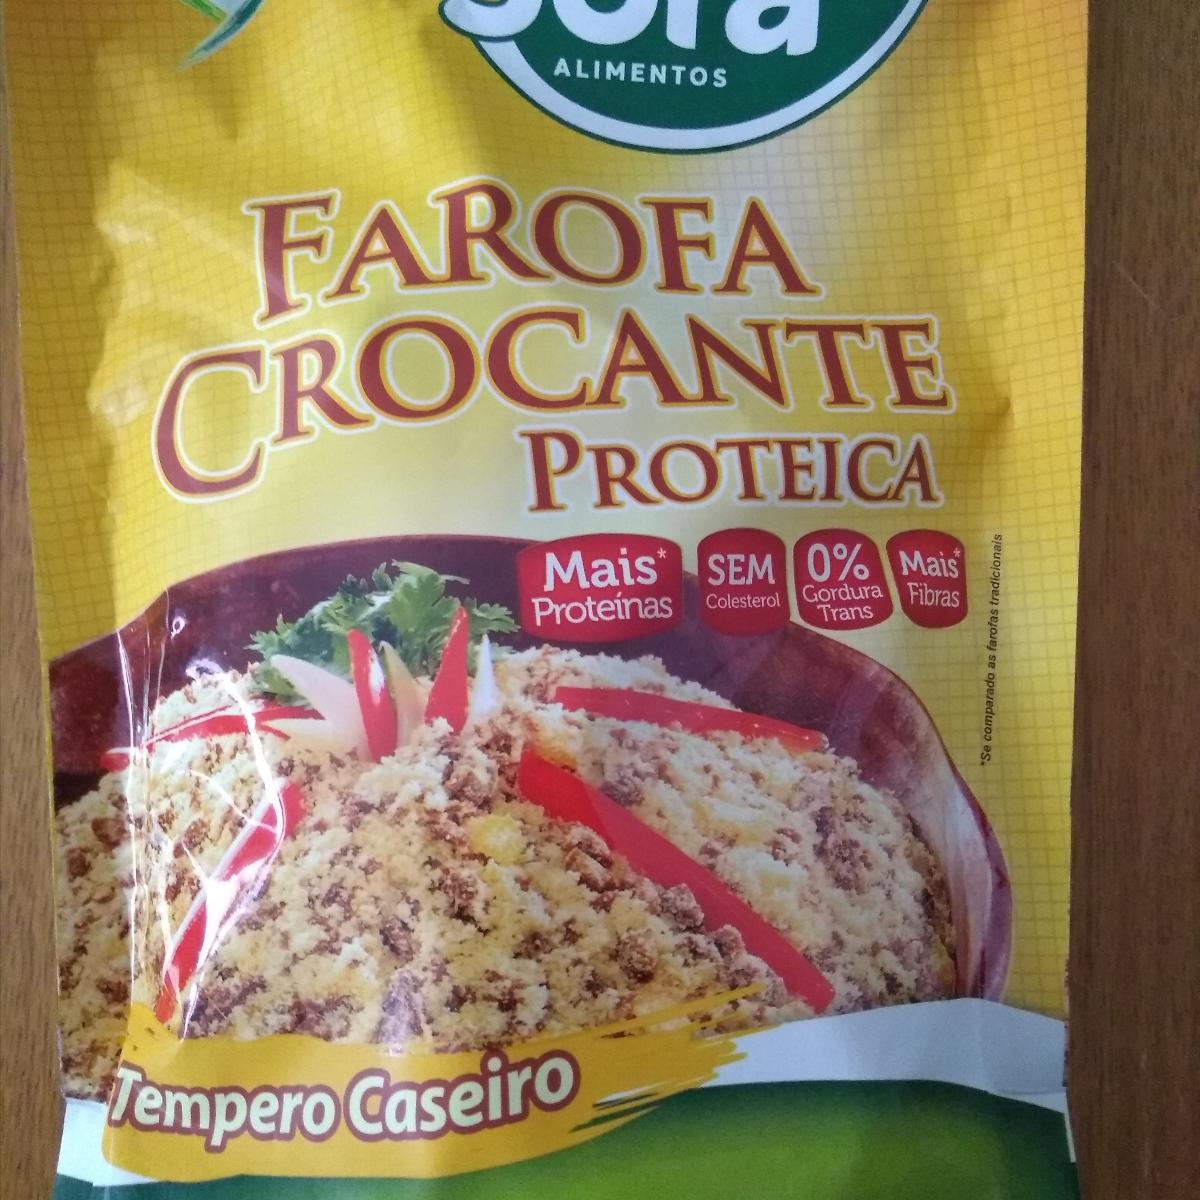 Sora
ALIMENTOS
FAROFA
CROCANTE
PROTEICA
Mais*
Proteínas
SEM
Colesterol
0%
Gordura
Trans
Mais*
Fibras
*Se comparado as farofas tradicionais
Tempero Caseiro